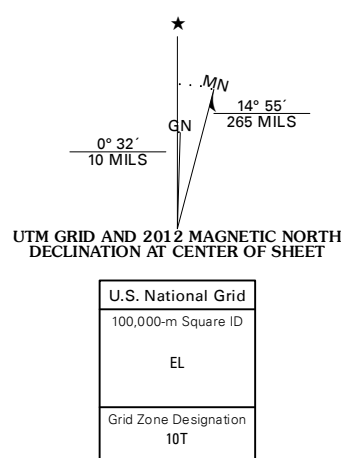 MN
GN
14° 55´
265 MILS
0° 32´
10 MILS
UTM GRID AND 2012 MAGNETIC NORTH
DECLINATION AT CENTER OF SHEET
U.S. National Grid
100,000-m Square ID
EL
Grid Zone Designation
10T